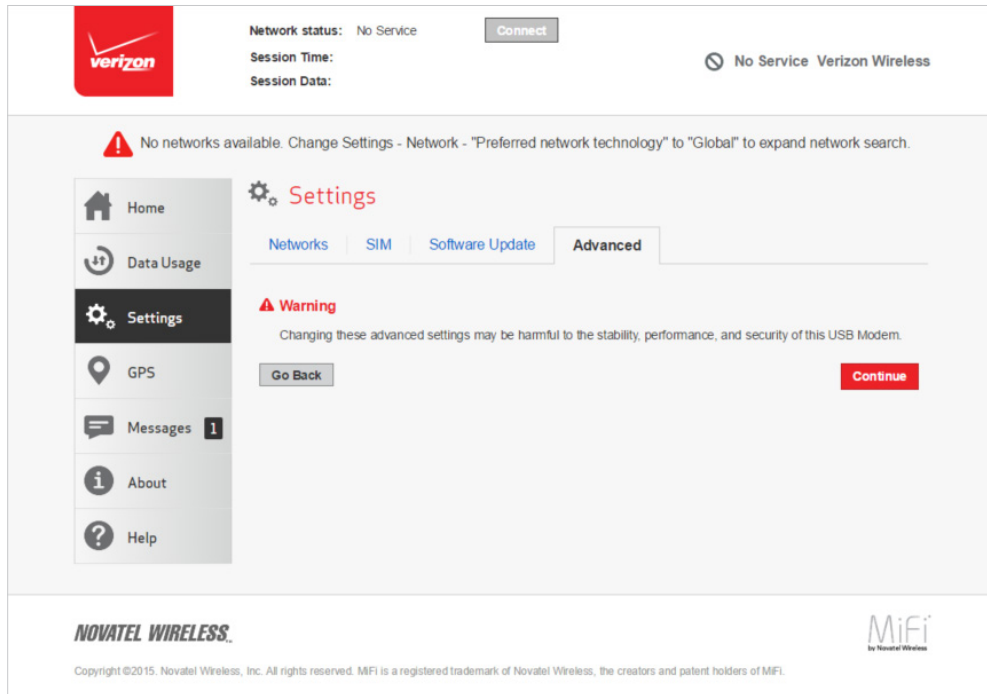 verizon
Network status: No Service
Connect
Session Time:
Session Data:
No Service Verizon Wireless
No networks available. Change Settings - Network - "Preferred network technology" to "Global" to expand network search.
Home
Data Usage
Settings
GPS
Messages 1
About
Help
Settings
Networks
SIM
Software Update
Advanced
Warning
Changing these advanced settings may be harmful to the stability, performance, and security of this USB Modem.
Go Back
Continue
NOVATEL WIRELESS
MiFi
by Novatel Wireless
Copyright ©2015. Novatel Wireless, Inc. All rights reserved. MiFi is a registered trademark of Novatel Wireless, the creators and patent holders of MiFi.